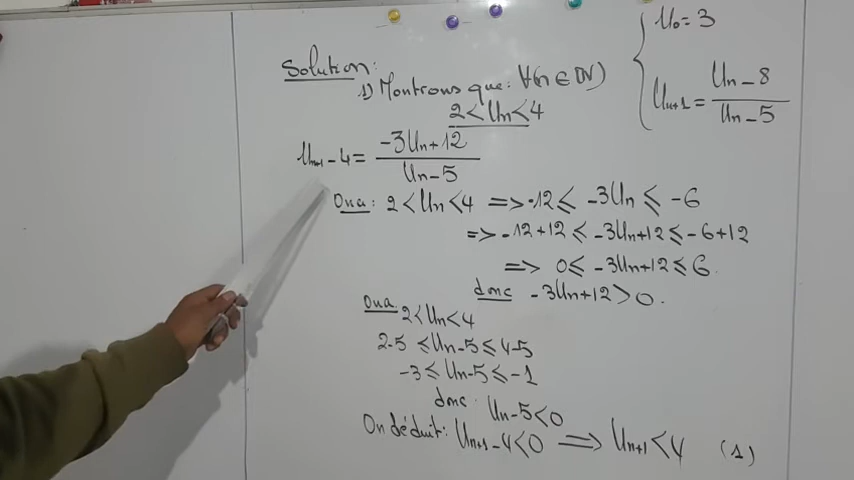 Solution:
1) Montrons que: ∀(n ∈ ℕ)
2 < Un < 4
{ U0 = 3
Un+1 = (Un - 8)/(Un - 5)
Un+1 - 4 = (-3Un + 12)/(Un - 5)
On a: 2 < Un < 4 => -12 ≤ -3Un ≤ -6
=> -12+12 ≤ -3Un+12 ≤ -6+12
=> 0 ≤ -3Un+12 ≤ 6.
donc -3Un+12 > 0.
On a 2 < Un < 4
2-5 ≤ Un-5 ≤ 4-5
-3 ≤ Un-5 ≤ -1
donc Un-5 < 0
On déduit: Un+1 - 4 < 0 => Un+1 < 4 (1)